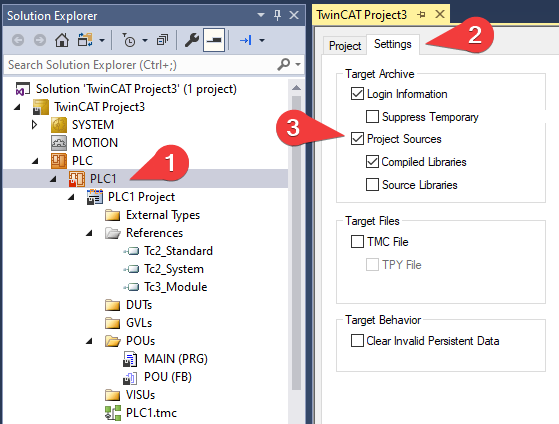 Solution Explorer
Search Solution Explorer (Ctrl+;)
Solution 'TwinCAT Project3' (1 project)
TwinCAT Project3
SYSTEM
MOTION
PLC
PLC1
1
PLC1 Project
External Types
References
Tc2_Standard
Tc2_System
Tc3_Module
DUTs
GVLs
POUs
MAIN (PRG)
POU (FB)
VISUs
PLC1.tmc
TwinCAT Project3
Project
Settings
2
Target Archive
Login Information
Suppress Temporary
3
Project Sources
Compiled Libraries
Source Libraries
Target Files
TMC File
TPY File
Target Behavior
Clear Invalid Persistent Data